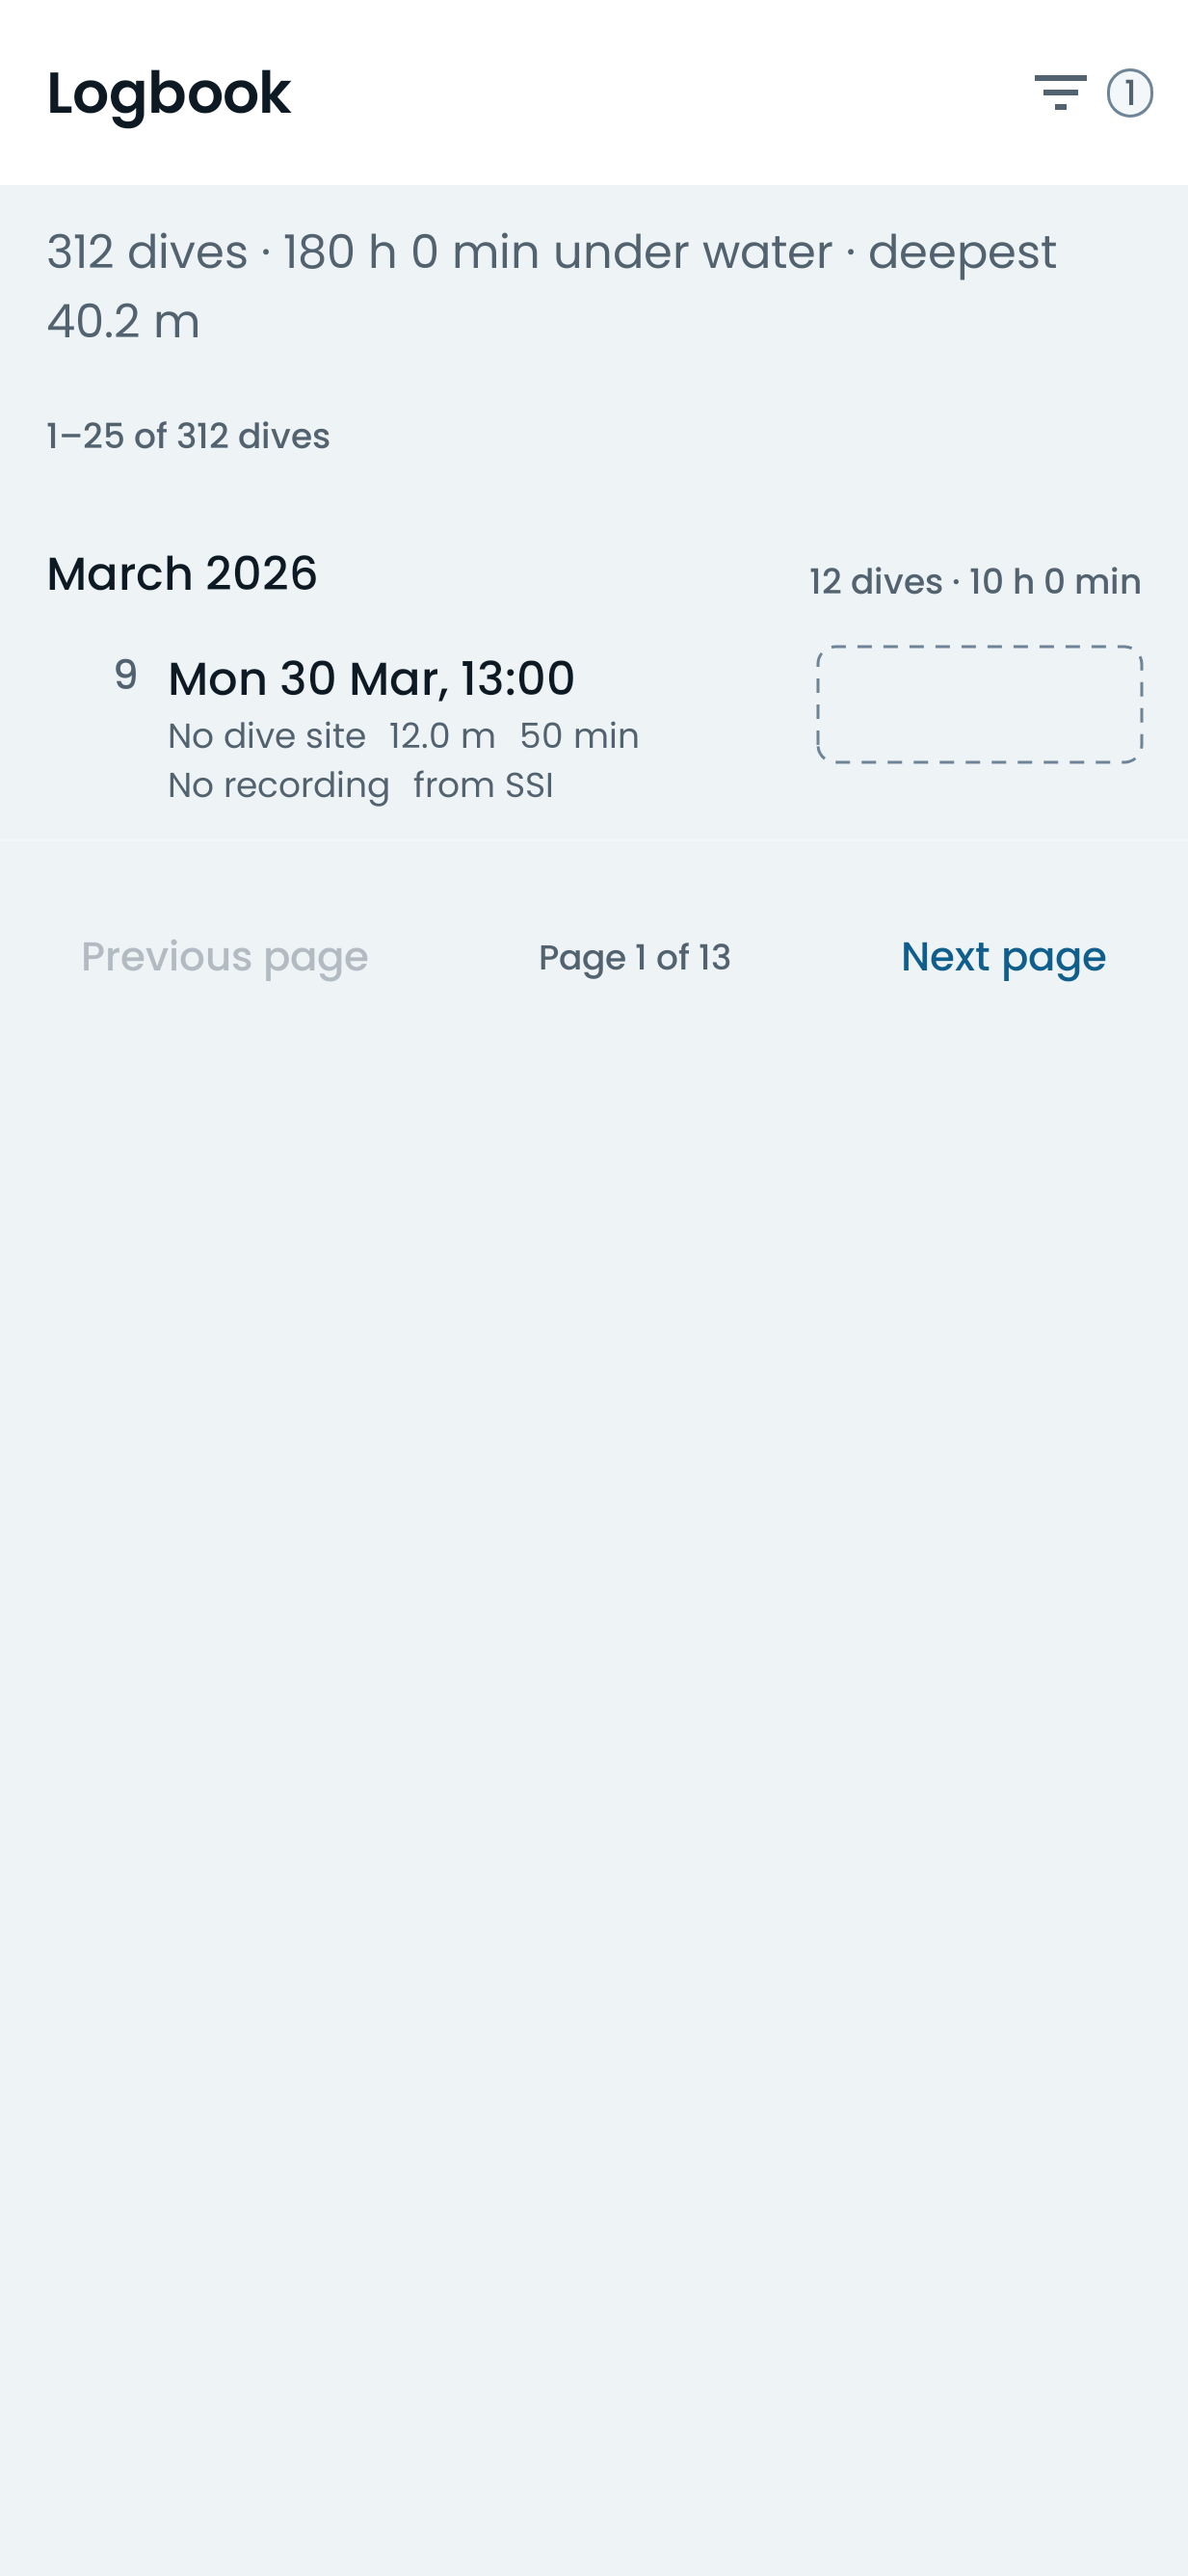 Logbook
1
312 dives · 180 h 0 min under water · deepest
40.2 m
1–25 of 312 dives
March 2026
12 dives · 10 h 0 min
9
Mon 30 Mar, 13:00
No dive site 12.0 m 50 min
No recording from SSI
Previous page
Page 1 of 13
Next page